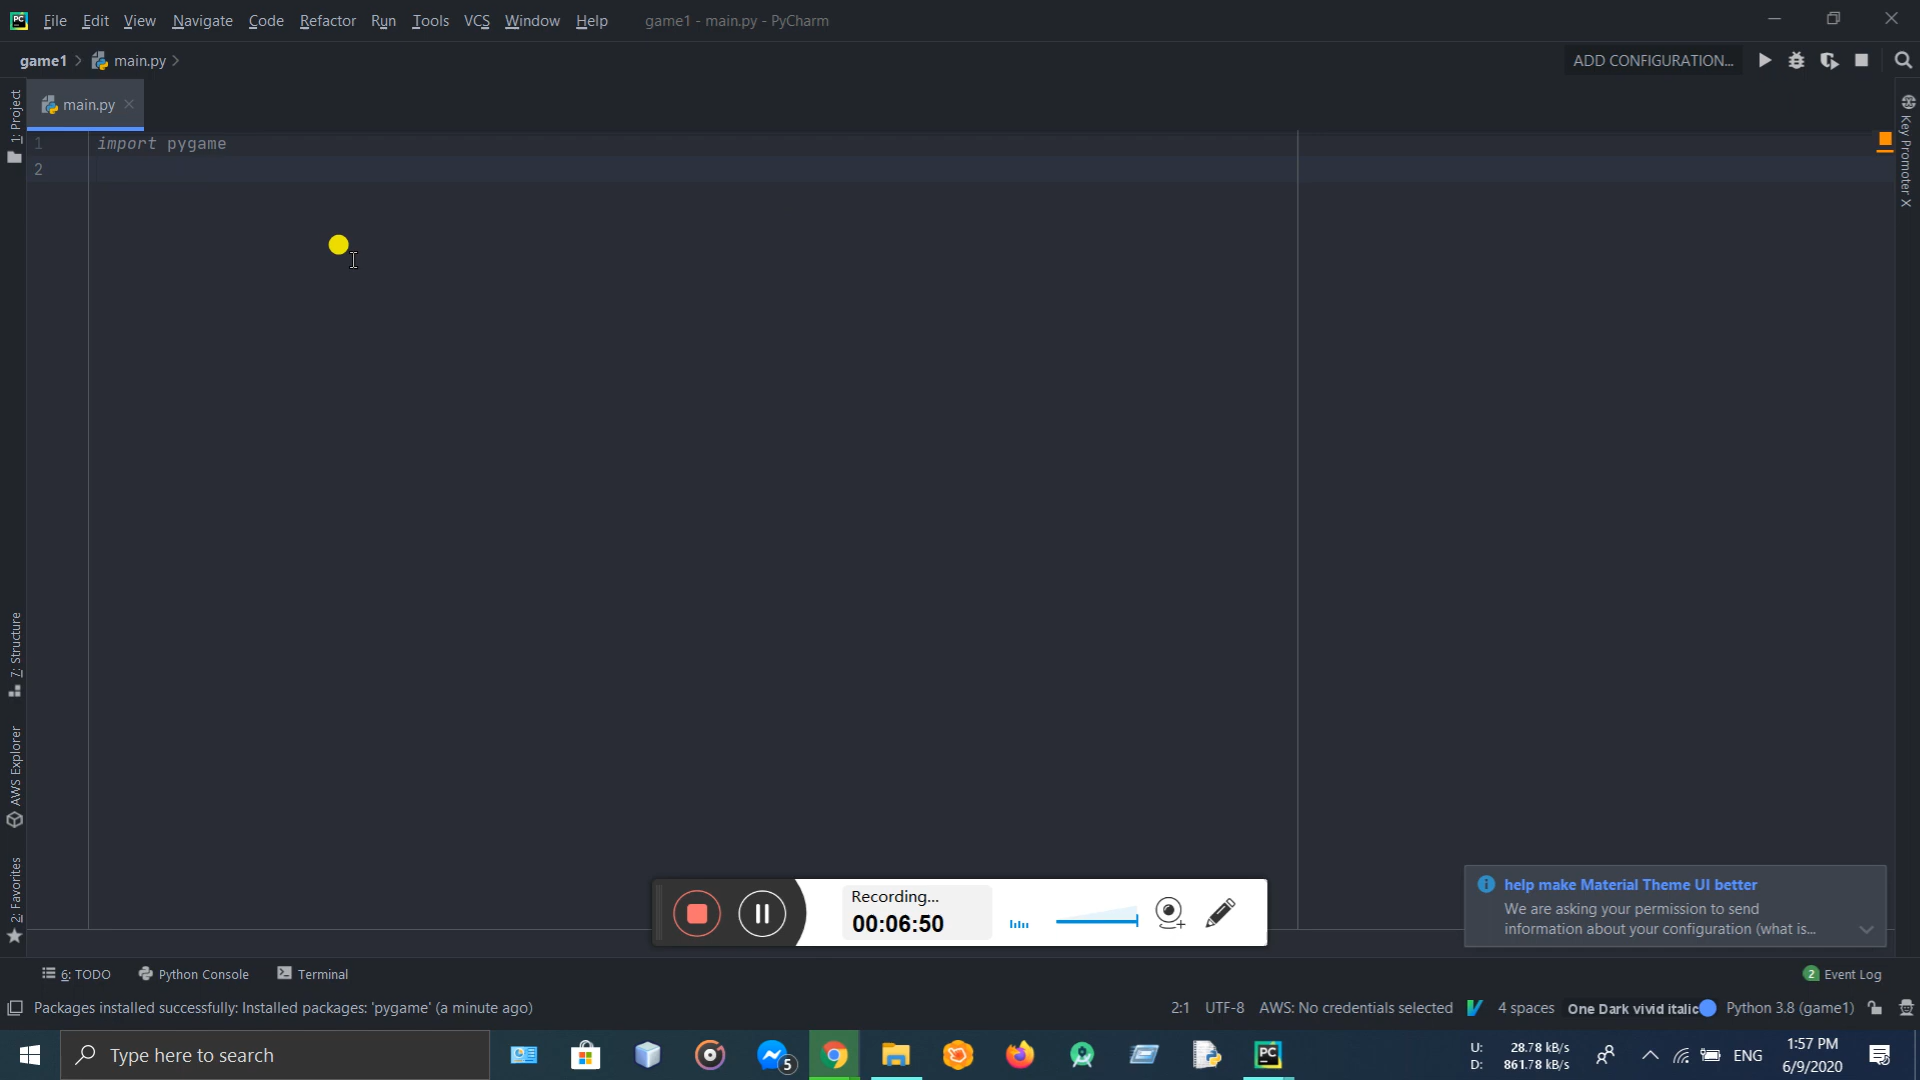 PC File Edit View Navigate Code Refactor Run Tools VCS Window Help game1 - main.py - PyCharm
game1 main.py ADD CONFIGURATION...
main.py
1: Project
Key Promoter X
1 import pygame
2
7: Structure
AWS Explorer
2: Favorites
Recording...
00:06:50
help make Material Theme UI better
We are asking your permission to send
information about your configuration (what is...
6: TODO Python Console Terminal 2 Event Log
Packages installed successfully: Installed packages: 'pygame' (a minute ago) 2:1 UTF-8 AWS: No credentials selected 4 spaces One Dark vivid italic Python 3.8 (game1)
Type here to search 5 PC U: 28.78 kB/s ENG 1:57 PM
D: 861.78 kB/s 6/9/2020